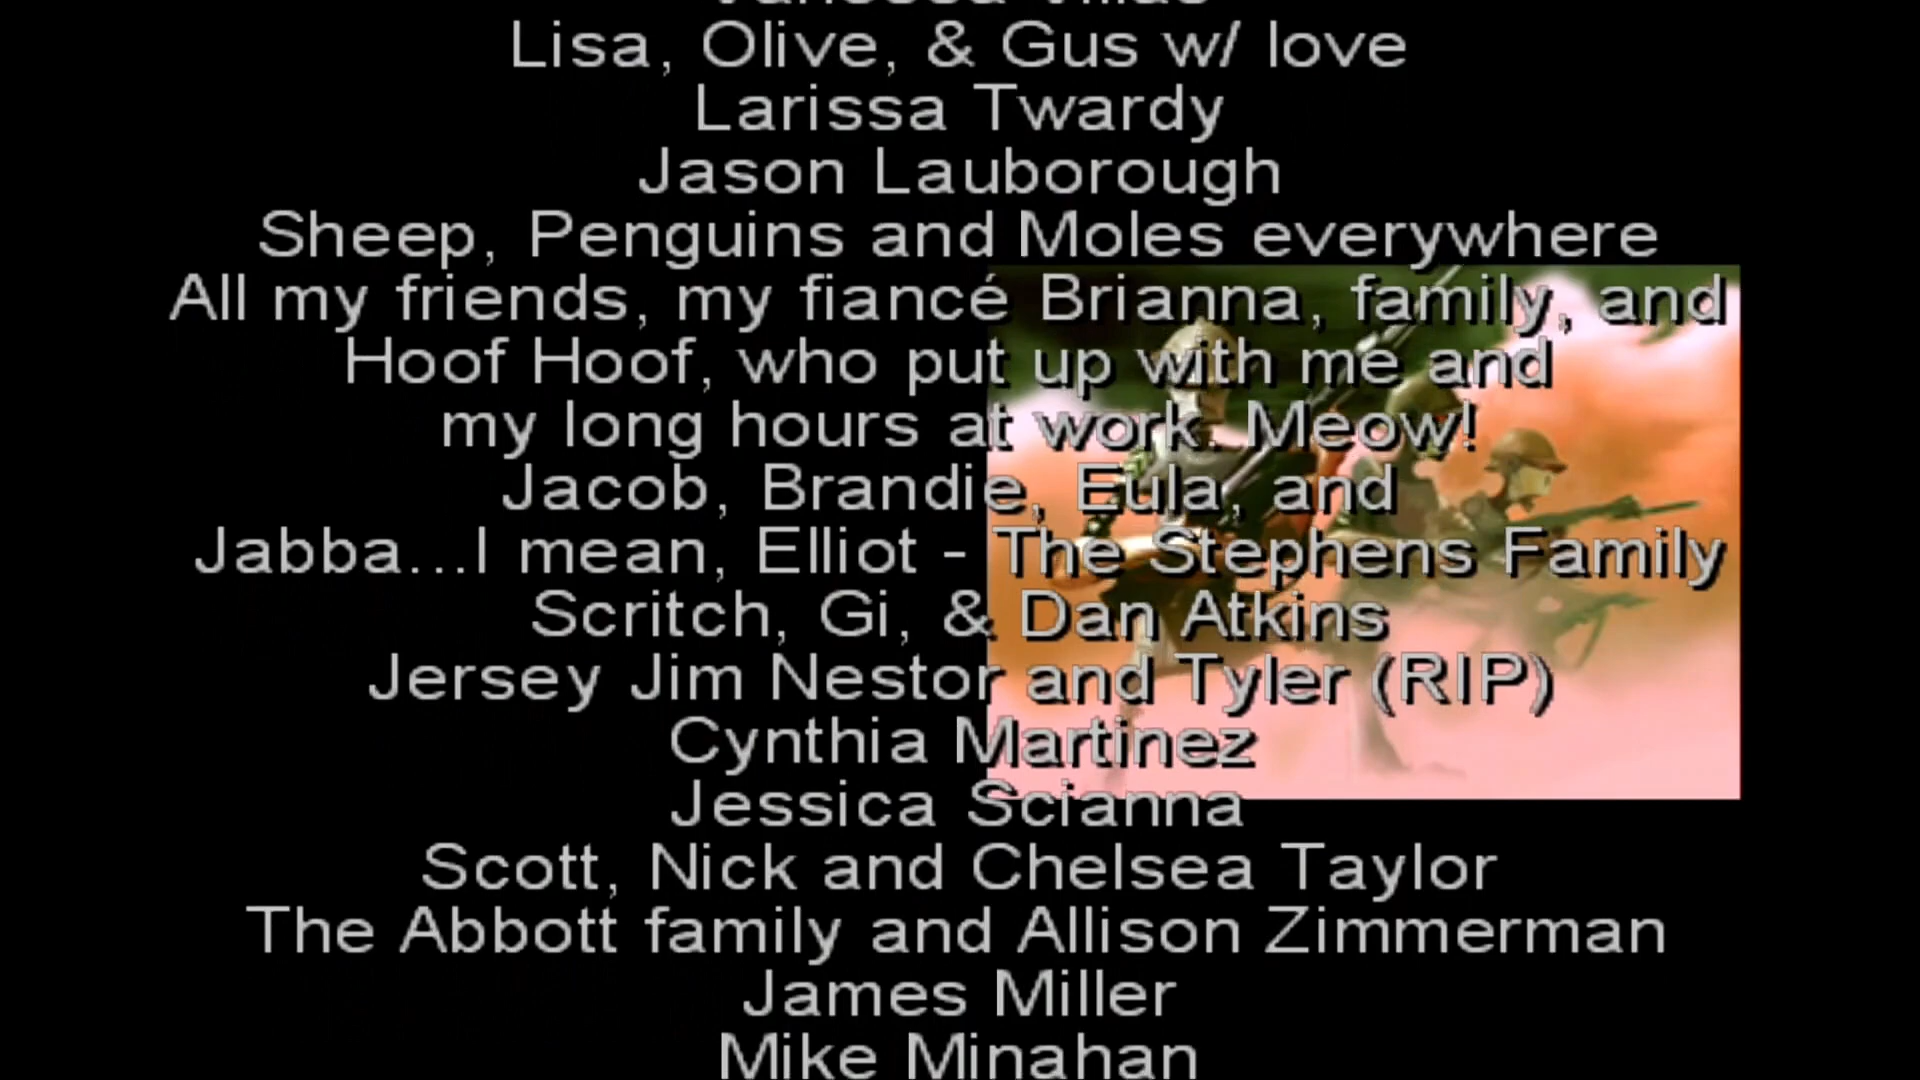 Lisa, Olive, & Gus w/ love
Larissa Twardy
Jason Lauborough
Sheep, Penguins and Moles everywhere
All my friends, my fiancé Brianna, family, and
Hoof Hoof, who put up with me and
my long hours at work. Meow!
Jacob, Brandie, Eula, and
Jabba...I mean, Elliot - The Stephens Family
Scritch, Gi, & Dan Atkins
Jersey Jim Nestor and Tyler (RIP)
Cynthia Martinez
Jessica Scianna
Scott, Nick and Chelsea Taylor
The Abbott family and Allison Zimmerman
James Miller
Mike Minahan